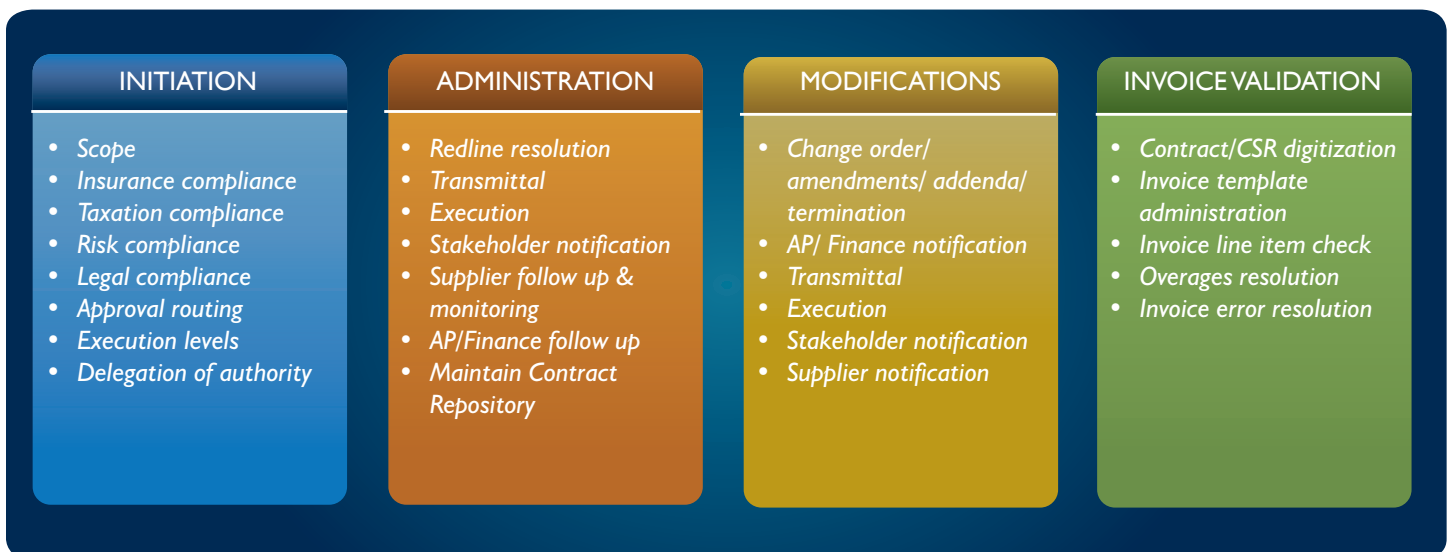 INITIATION
• Scope
• Insurance compliance
• Taxation compliance
• Risk compliance
• Legal compliance
• Approval routing
• Execution levels
• Delegation of authority
ADMINISTRATION
• Redline resolution
• Transmittal
• Execution
• Stakeholder notification
• Supplier follow up &
monitoring
• AP/Finance follow up
• Maintain Contract
Repository
MODIFICATIONS
• Change order/
amendments/ addenda/
termination
• AP/ Finance notification
• Transmittal
• Execution
• Stakeholder notification
• Supplier notification
INVOICE VALIDATION
• Contract/CSR digitization
• Invoice template
administration
• Invoice line item check
• Overages resolution
• Invoice error resolution